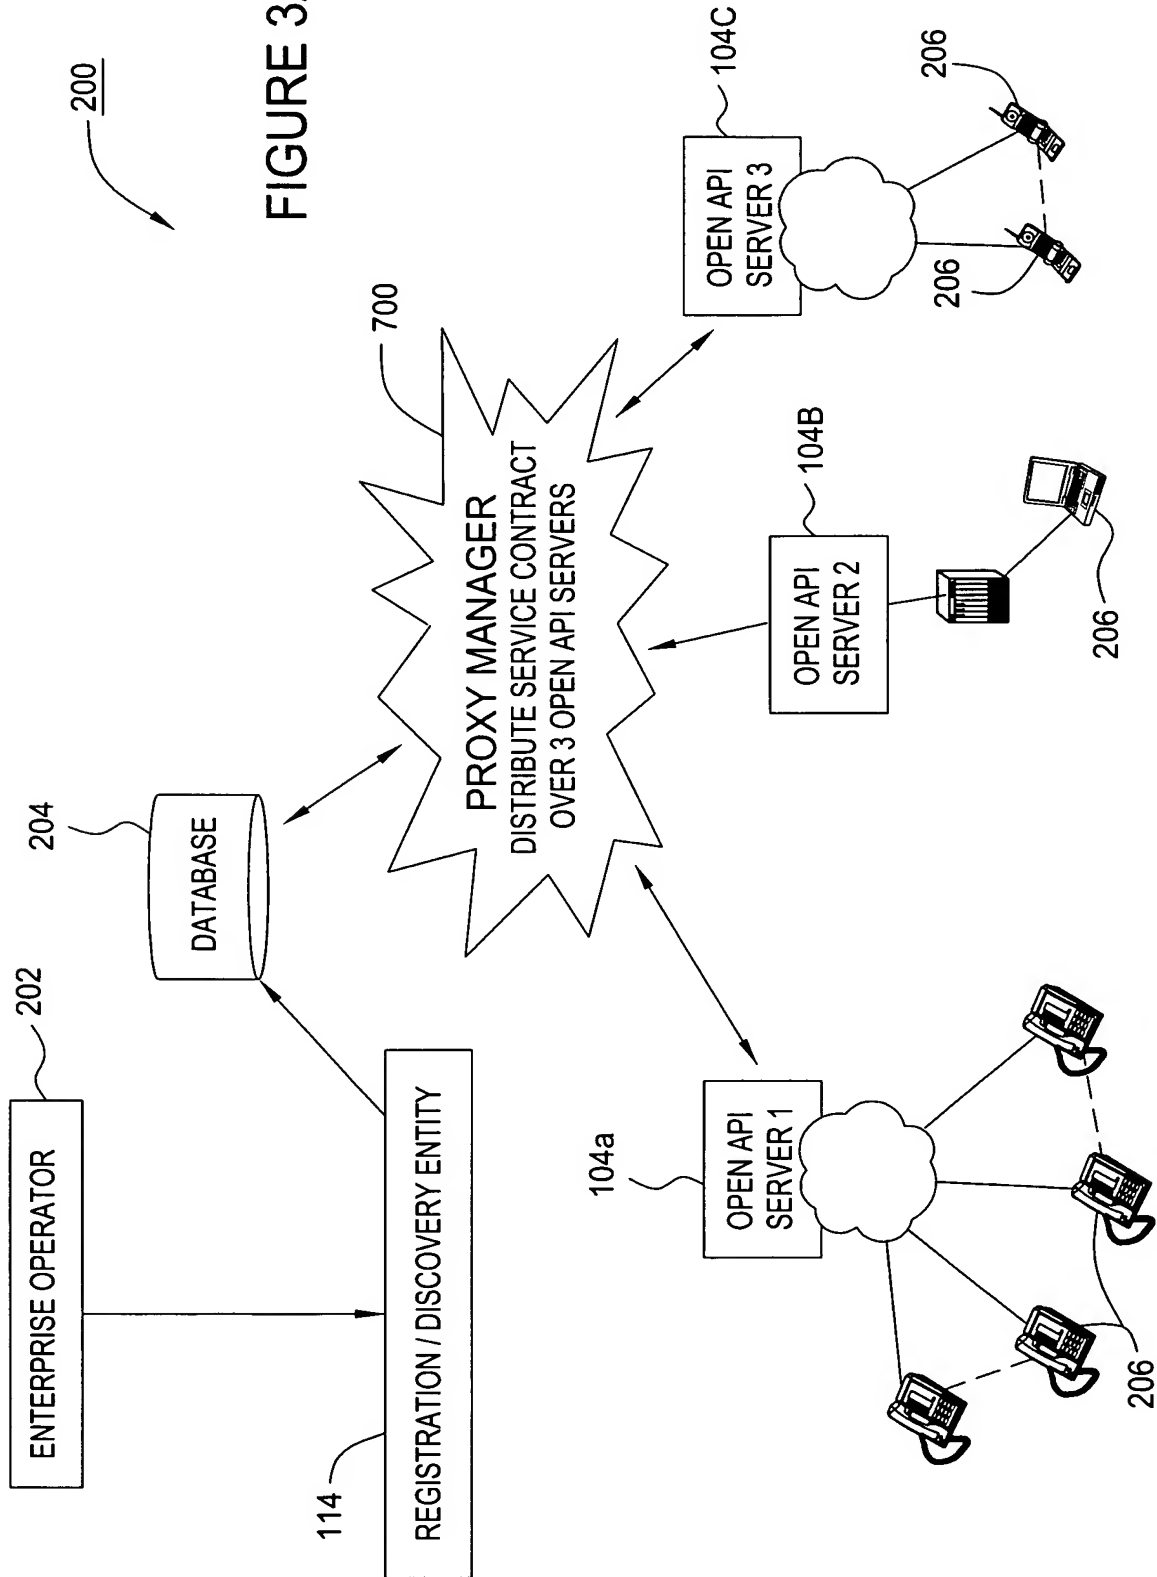 ENTERPRISE OPERATOR
202
204
200
DATABASE
114
REGISTRATION / DISCOVERY ENTITY
FIGURE 3
700
PROXY MANAGER
DISTRIBUTE SERVICE CONTRACT
OVER 3 OPEN API SERVERS
104a
OPEN API
SERVER 1
104B
OPEN API
SERVER 2
104C
OPEN API
SERVER 3
206
206
206
206